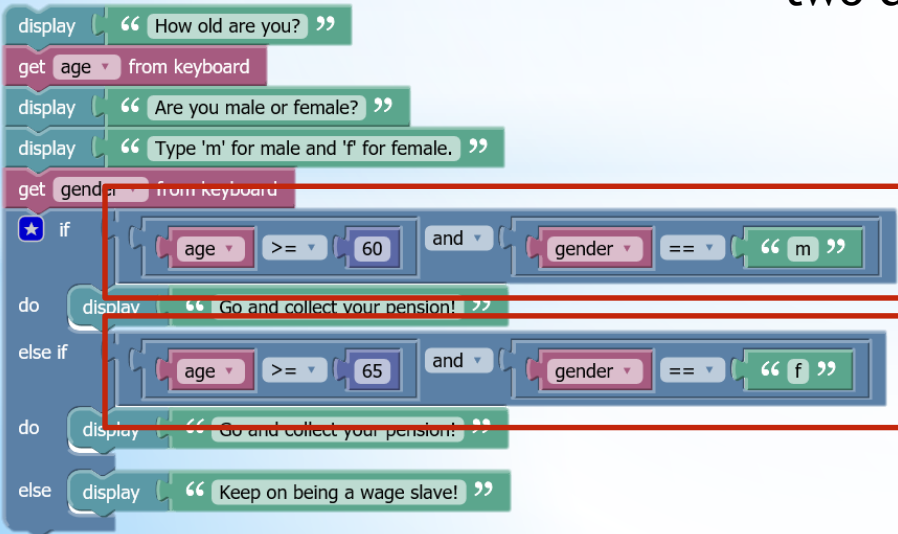 two
display “ How old are you? ”
get age from keyboard
display “ Are you male or female? ”
display “ Type 'm' for male and 'f' for female. ”
get gender from keyboard
if age >= 60 and gender == “ m ”
do display “ Go and collect your pension! ”
else if age >= 65 and gender == “ f ”
do display “ Go and collect your pension! ”
else display “ Keep on being a wage slave! ”